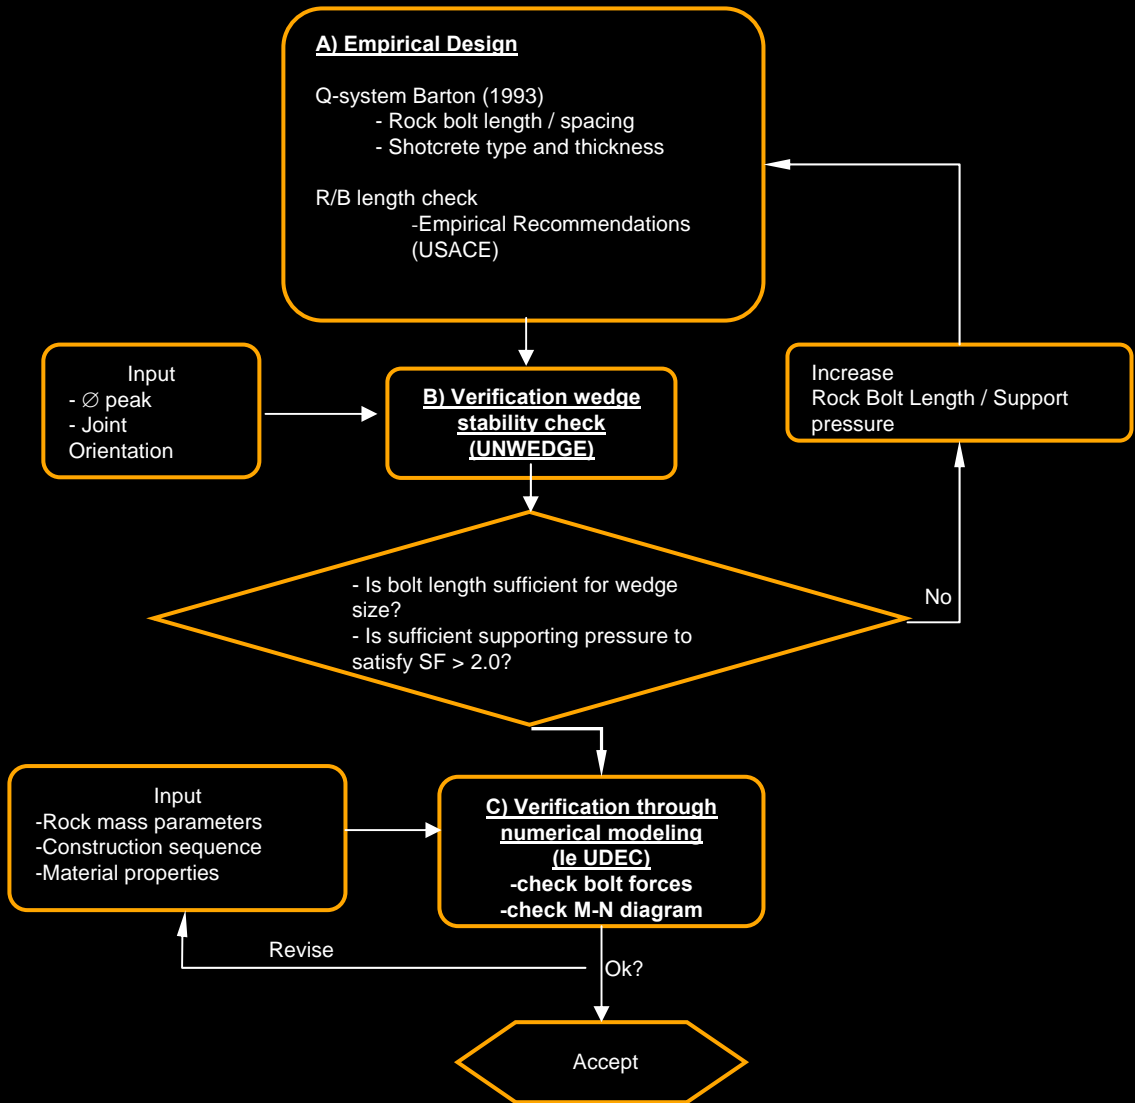 A) Empirical Design
Q-system Barton (1993)
- Rock bolt length / spacing
- Shotcrete type and thickness
R/B length check
-Empirical Recommendations
(USACE)
Input
- ∅ peak
- Joint
Orientation
B) Verification wedge
stability check
(UNWEDGE)
Increase
Rock Bolt Length / Support
pressure
- Is bolt length sufficient for wedge
size?
- Is sufficient supporting pressure to
satisfy SF > 2.0?
No
Input
-Rock mass parameters
-Construction sequence
-Material properties
C) Verification through
numerical modeling
(Ie UDEC)
-check bolt forces
-check M-N diagram
Revise
Ok?
Accept